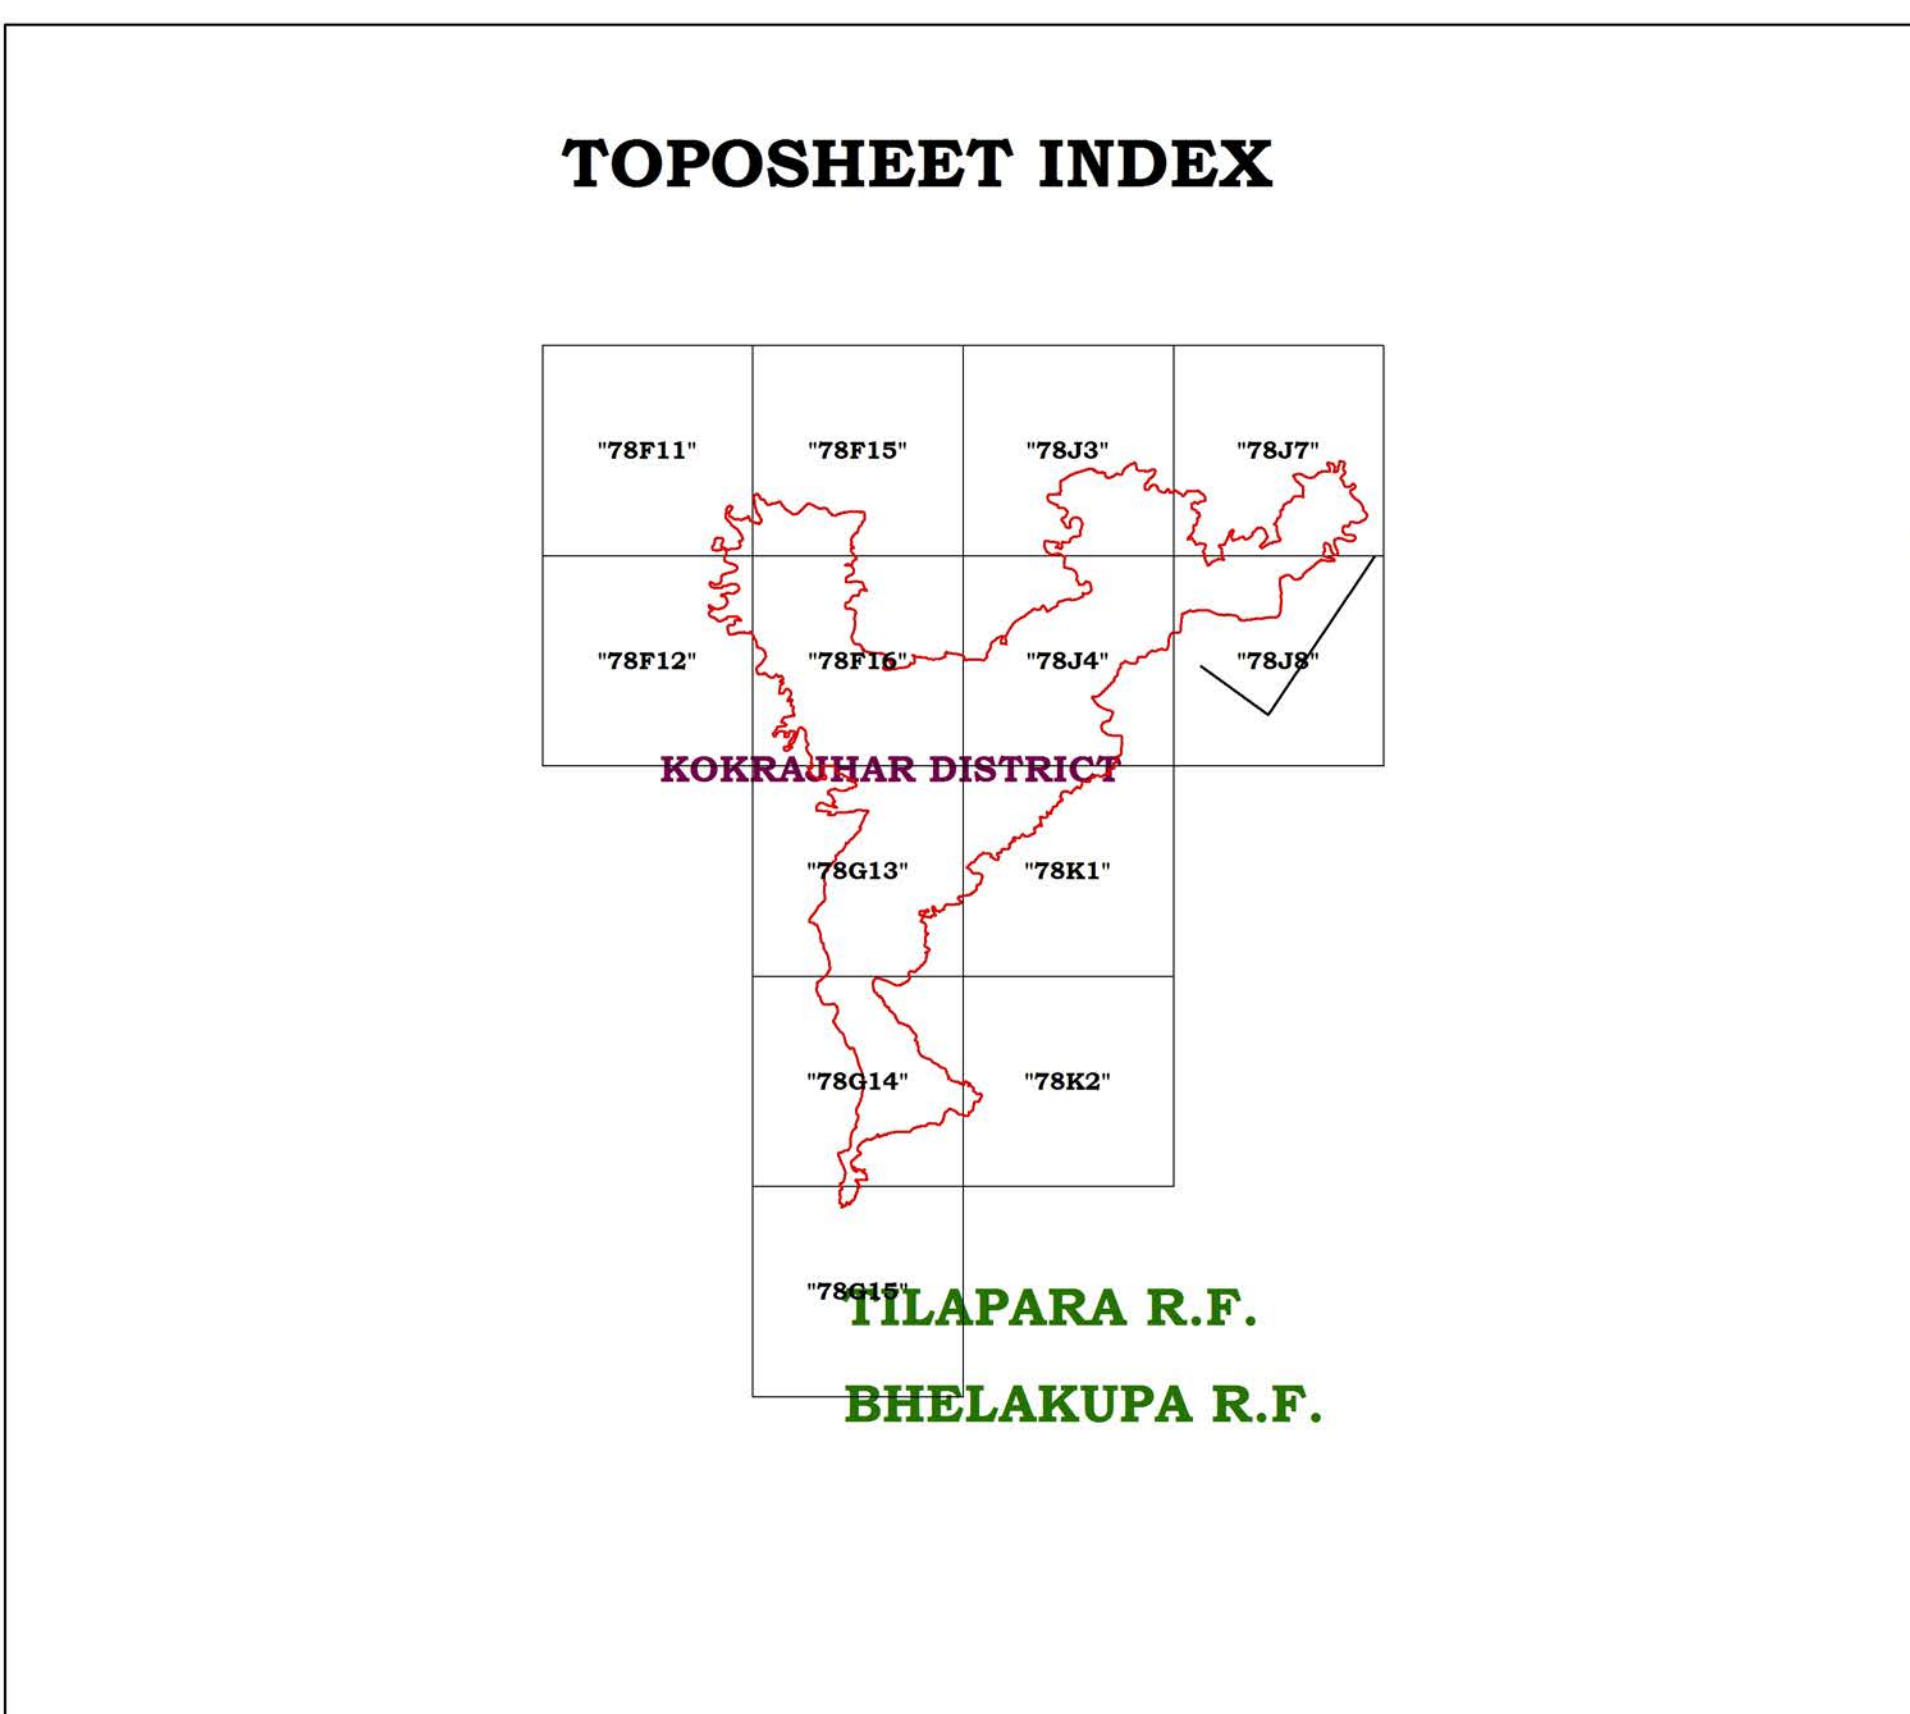 TOPOSHEET INDEX
"78F11" "78F15" "78J3" "78J7"
"78F12" "78F16" "78J4" "78J8"
KOKRAJHAR DISTRICT
"78G13" "78K1"
"78G14" "78K2"
"78G15"
TILAPARA R.F.
BHELAKUPA R.F.